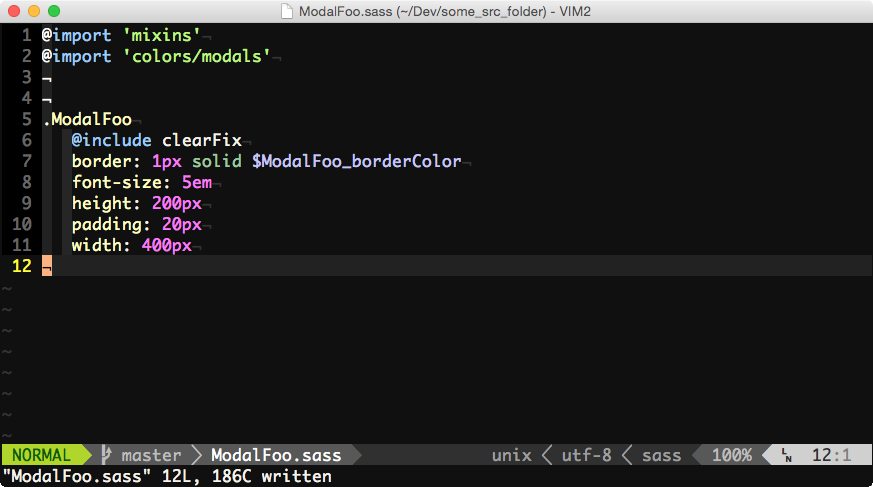 ModalFoo.sass (~/Dev/some_src_folder) - VIM2
1 @import 'mixins'¬
2 @import 'colors/modals'¬
3 ¬
4 ¬
5 .ModalFoo¬
6 @include clearFix¬
7 border: 1px solid $ModalFoo_borderColor¬
8 font-size: 5em¬
9 height: 200px¬
10 padding: 20px¬
11 width: 400px¬
12 ¬
~
~
~
~
~
~
~
~
NORMAL master ModalFoo.sass unix utf-8 sass 100% LN 12:1
"ModalFoo.sass" 12L, 186C written